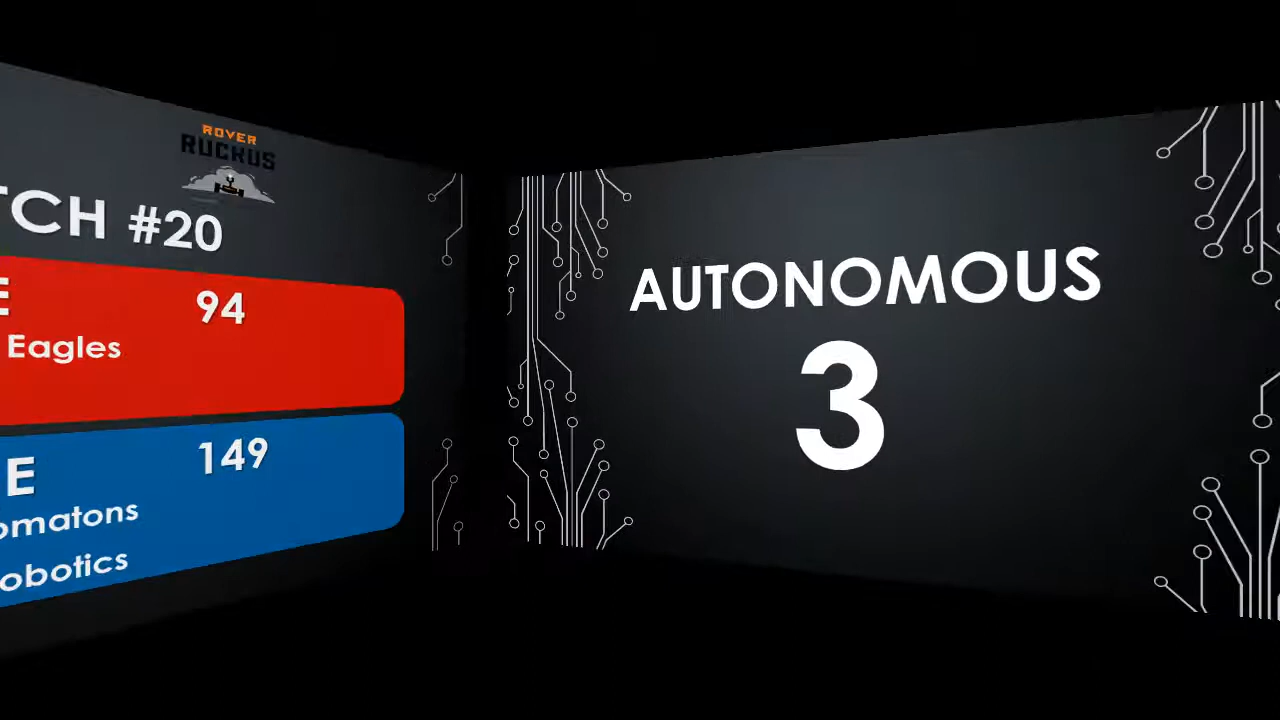 ROVER
RUCKUS
TCH #20
E 94
Eagles
E 149
omatons
obotics
AUTONOMOUS
3